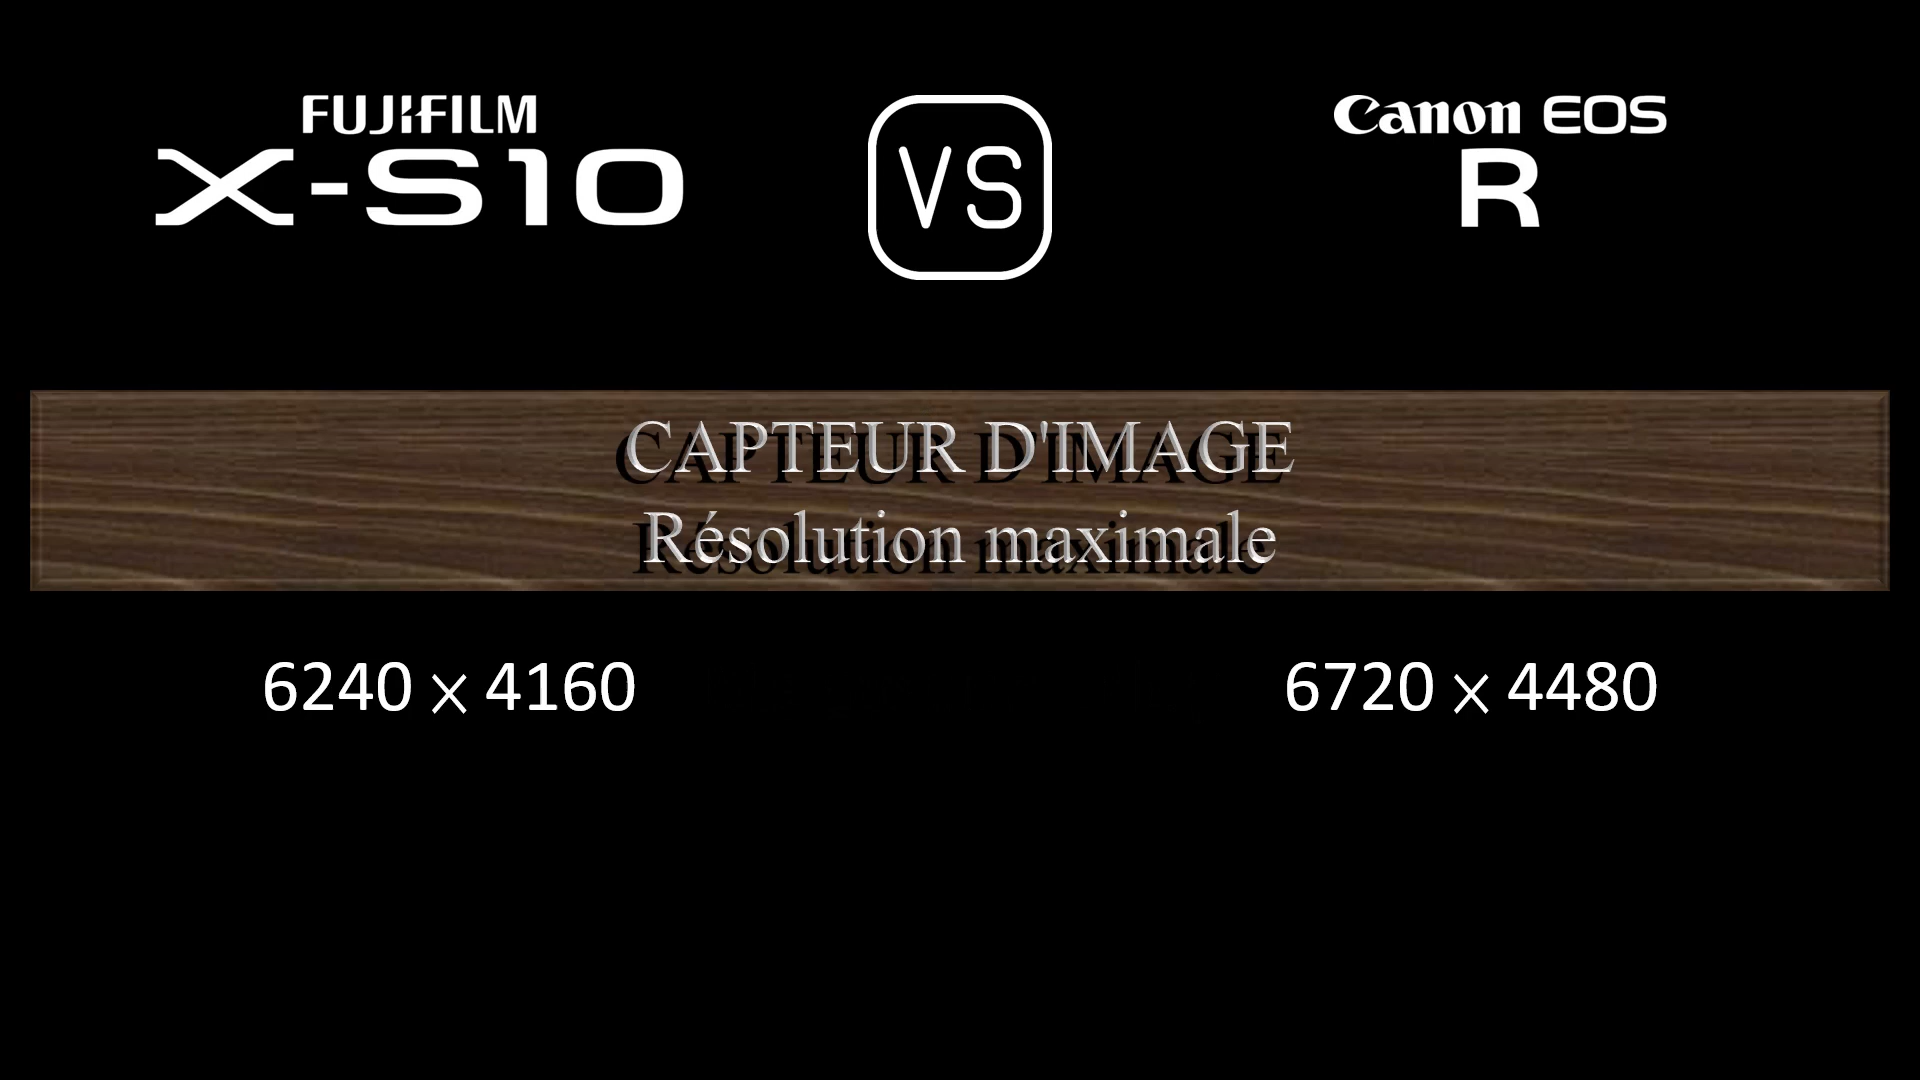 FUJIFILM
X-S10
VS
Canon EOS
R
CAPTEUR D'IMAGE
Résolution maximale
6240 x 4160
6720 x 4480